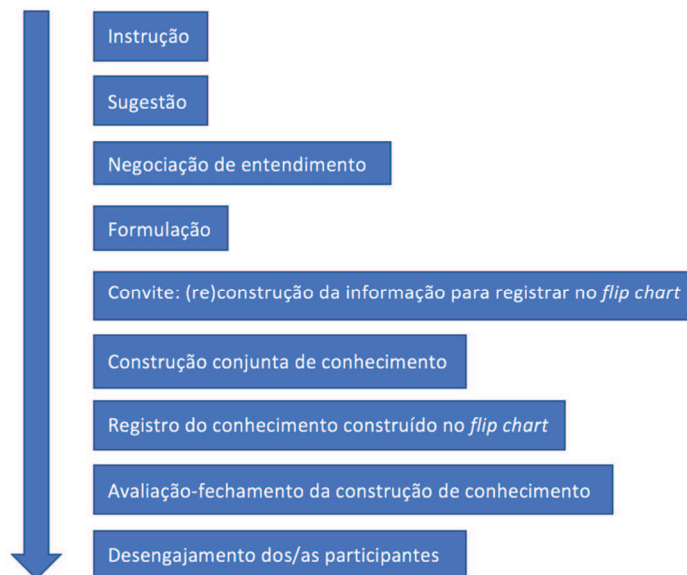 Instrução
Sugestão
Negociação de entendimento
Formulação
Convite: (re)construção da informação para registrar no flip chart
Construção conjunta de conhecimento
Registro do conhecimento construído no flip chart
Avaliação-fechamento da construção de conhecimento
Desengajamento dos/as participantes